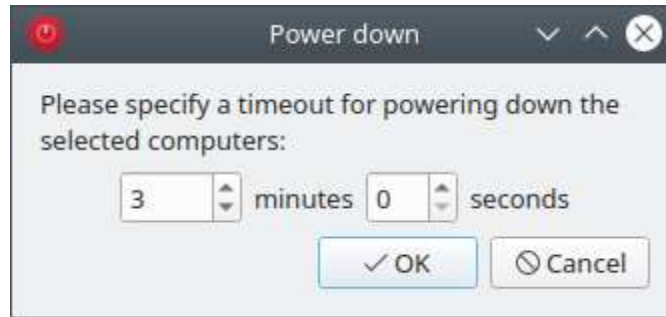 Power down
Please specify a timeout for powering down the
selected computers:
3 minutes 0 seconds
OK Cancel